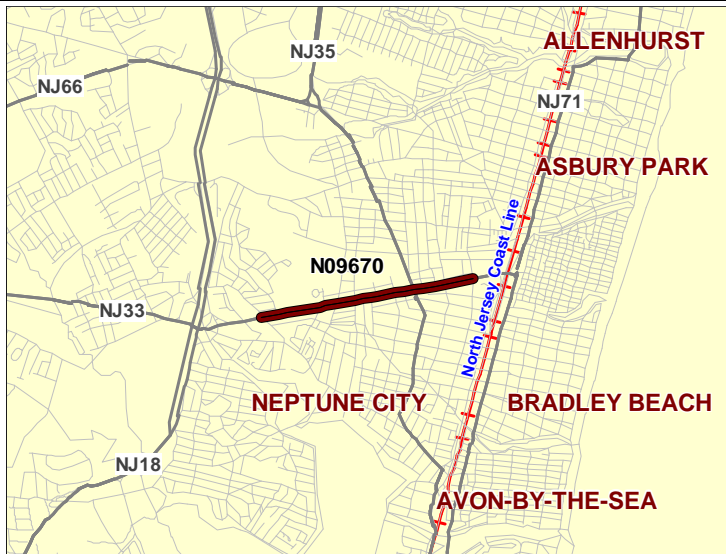 ALLENHURST
NJ35
NJ66
NJ71
ASBURY PARK
North Jersey Coast Line
N09670
NJ33
NEPTUNE CITY
BRADLEY BEACH
NJ18
AVON-BY-THE-SEA